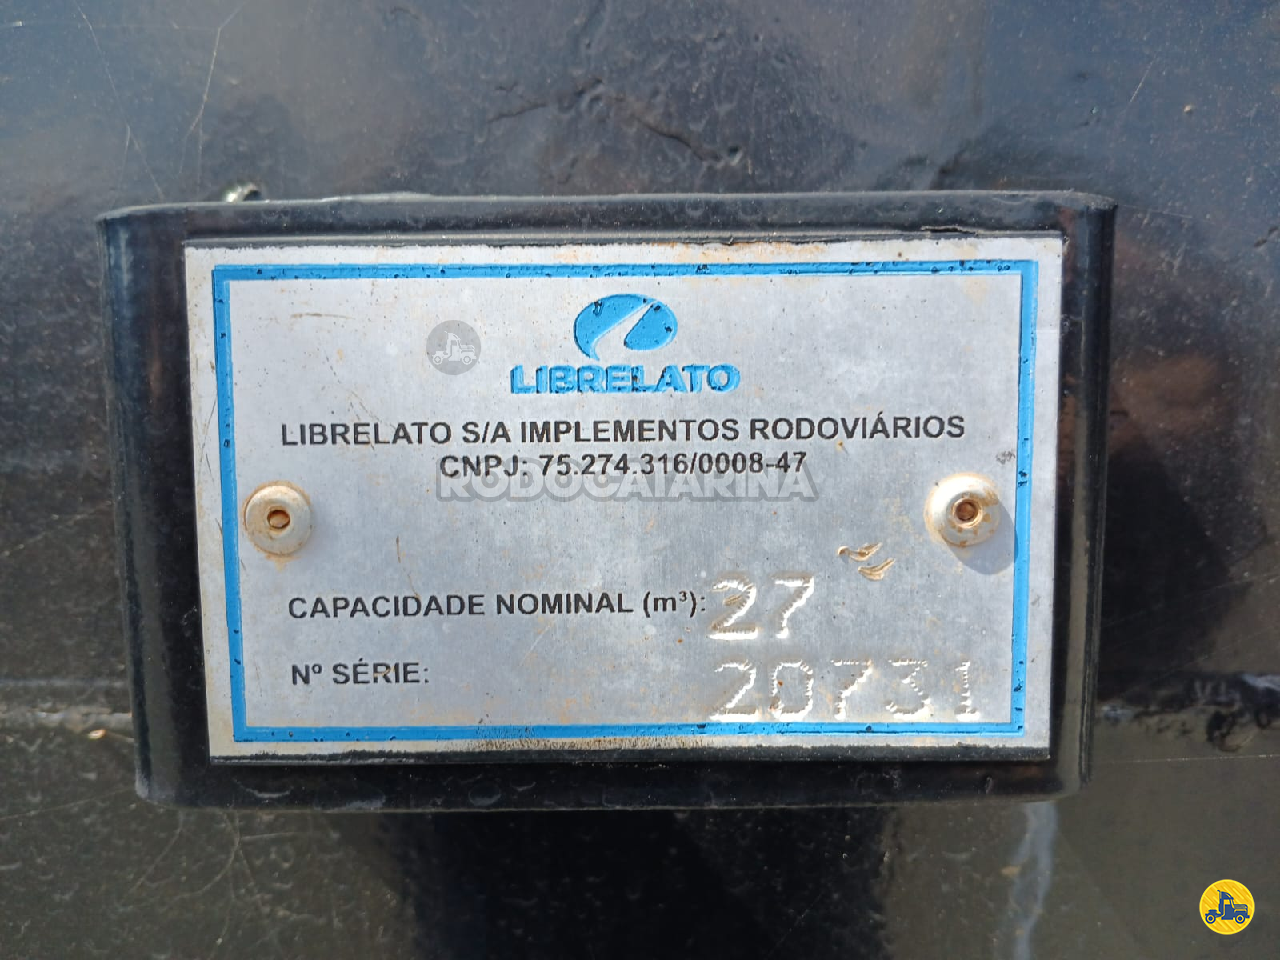 LIBRELATO
LIBRELATO S/A IMPLEMENTOS RODOVIÁRIOS
CNPJ: 75.274.316/0008-47
RODOCATARINA
CAPACIDADE NOMINAL (m³): 27
Nº SÉRIE: 20731